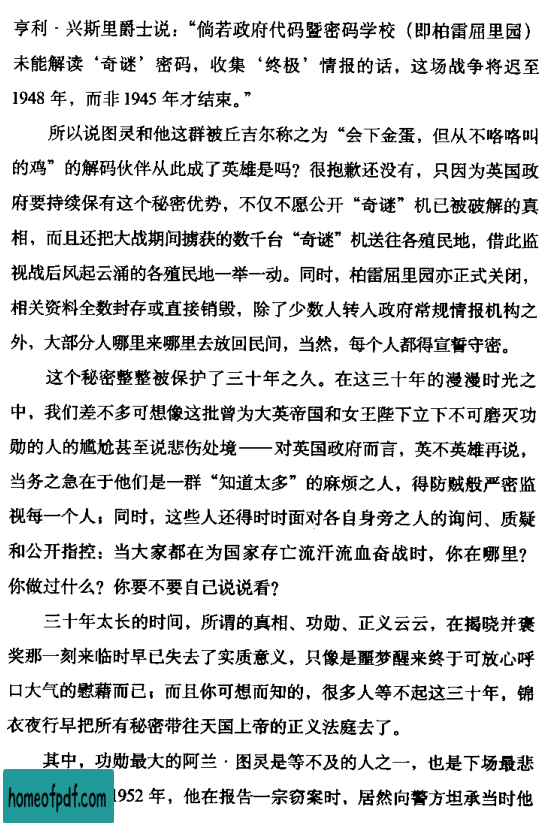 亨利·兴斯里爵士说：“倘若政府代码暨密码学校（即柏雷屈里园）
未能解读‘奇谜’密码，收集‘终极’情报的话，这场战争将迟至
1948 年，而非 1945 年才结束。”
所以说图灵和他这群被丘吉尔称之为“会下金蛋，但从不咯咯叫
的鸡”的解码伙伴从此成了英雄是吗？很抱歉还没有，只因为英国政
府要持续保有这个秘密优势，不仅不愿公开“奇谜”机已被破解的真
相，而且还把大战期间掳获的数千台“奇谜”机送往各殖民地，借此监
视战后风起云涌的各殖民地一举一动。同时，柏雷屈里园亦正式关闭，
相关资料全数封存或直接销毁，除了少数人转入政府常规情报机构之
外，大部分人哪里来哪里去放回民间，当然，每个人都得宣誓守密。
这个秘密整整被保护了三十年之久。在这三十年的漫漫时光之
中，我们差不多可想像这批曾为大英帝国和女王陛下立下不可磨灭功
勋的人的尴尬甚至说悲伤处境——对英国政府而言，英不英雄再说，
当务之急在于他们是一群“知道太多”的麻烦之人，得防贼般严密监
视每一个人；同时，这些人还得时时面对各自身旁之人的询问、质疑
和公开指控：当大家都在为国家存亡流汗流血奋战时，你在哪里？
你做过什么？你要不要自己说说看？
三十年太长的时间，所谓的真相、功勋、正义云云，在揭晓并褒
奖那一刻来临时早已失去了实质意义，只像是噩梦醒来终于可放心呼
口大气的慰藉而已；而且你可想而知的，很多人等不起这三十年，锦
衣夜行早把所有秘密带往天国上帝的正义法庭去了。
其中，功勋最大的阿兰·图灵是等不及的人之一，也是下场最悲
1952 年，他在报告一宗窃案时，居然向警方坦承当时他
homeofpdf.com